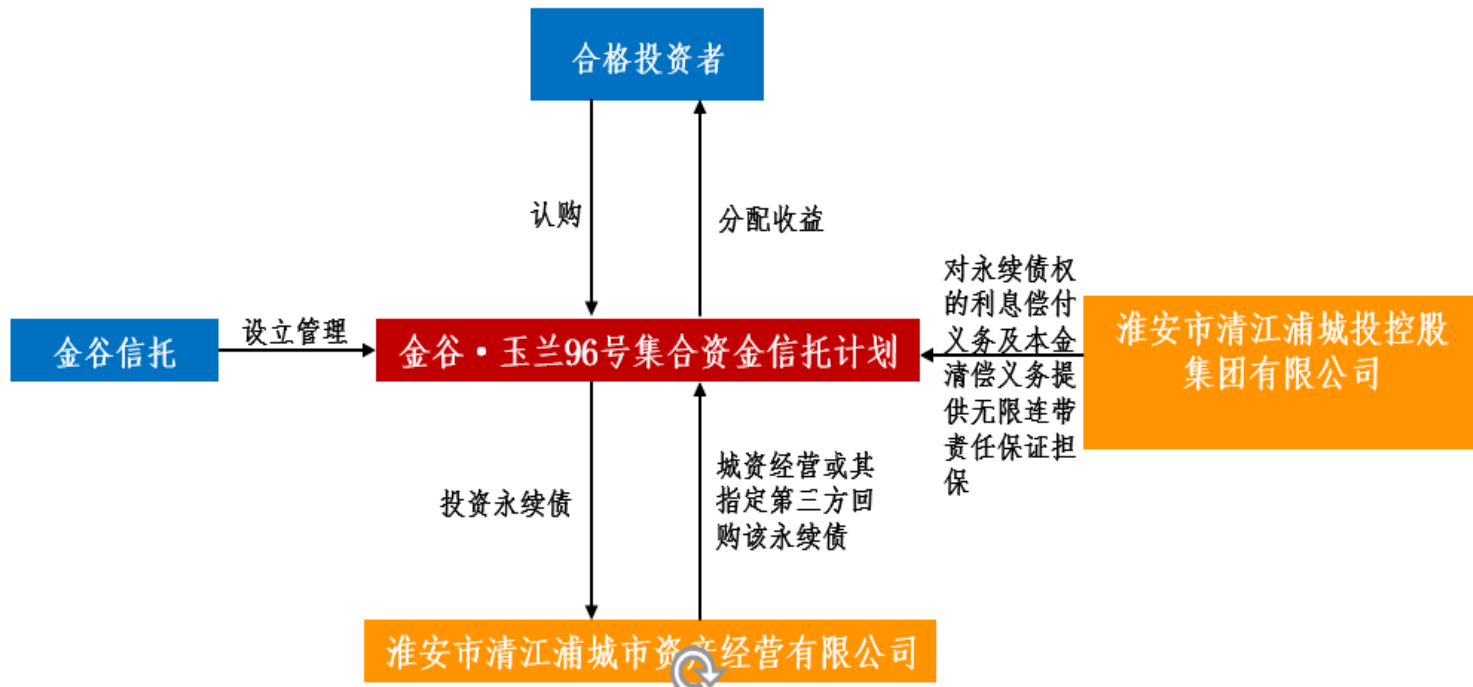 合格投资者
认购
分配收益
对永续债权
的利息偿付
义务及本金
清偿义务提
供无限连带
责任保证担
保
淮安市清江浦城投控股
集团有限公司
金谷信托
设立管理
金谷·玉兰96号集合资金信托计划
投资永续债
城资经营或其
指定第三方回
购该永续债
淮安市清江浦城市资产经营有限公司